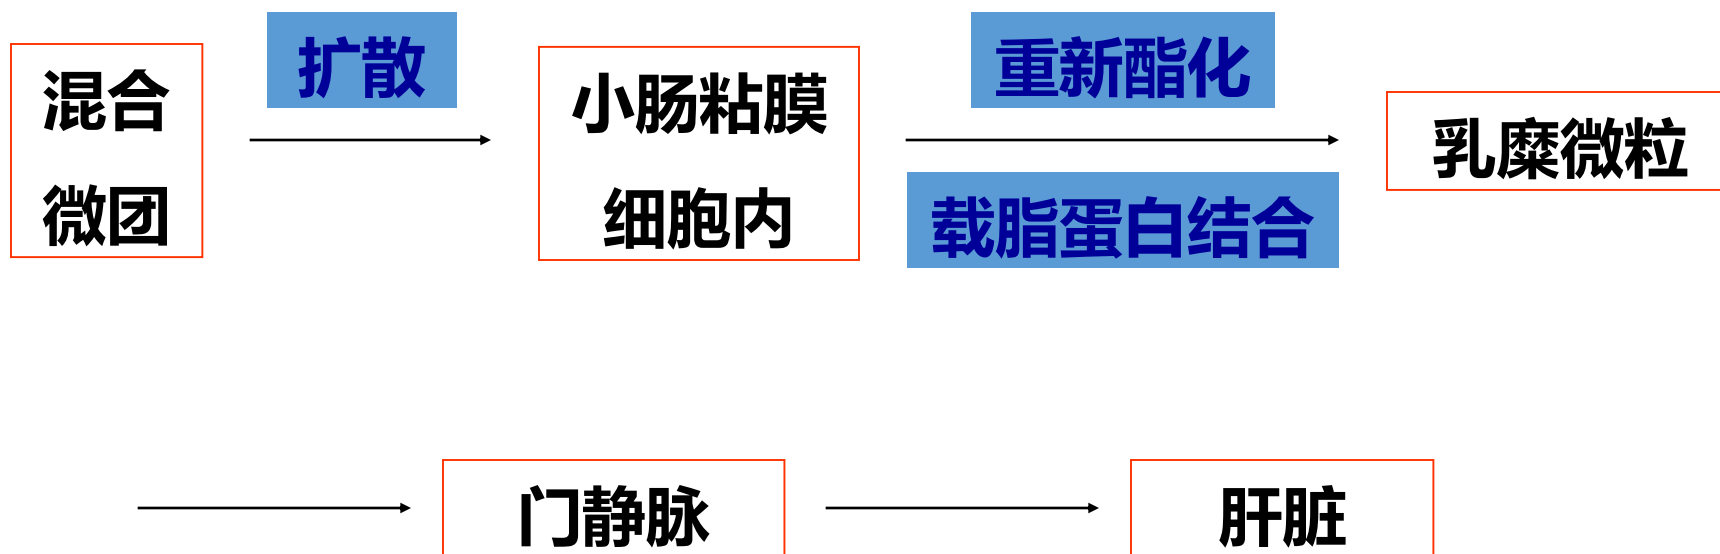 混合
微团
扩散
小肠粘膜
细胞内
重新酯化
载脂蛋白结合
乳糜微粒
门静脉
肝脏